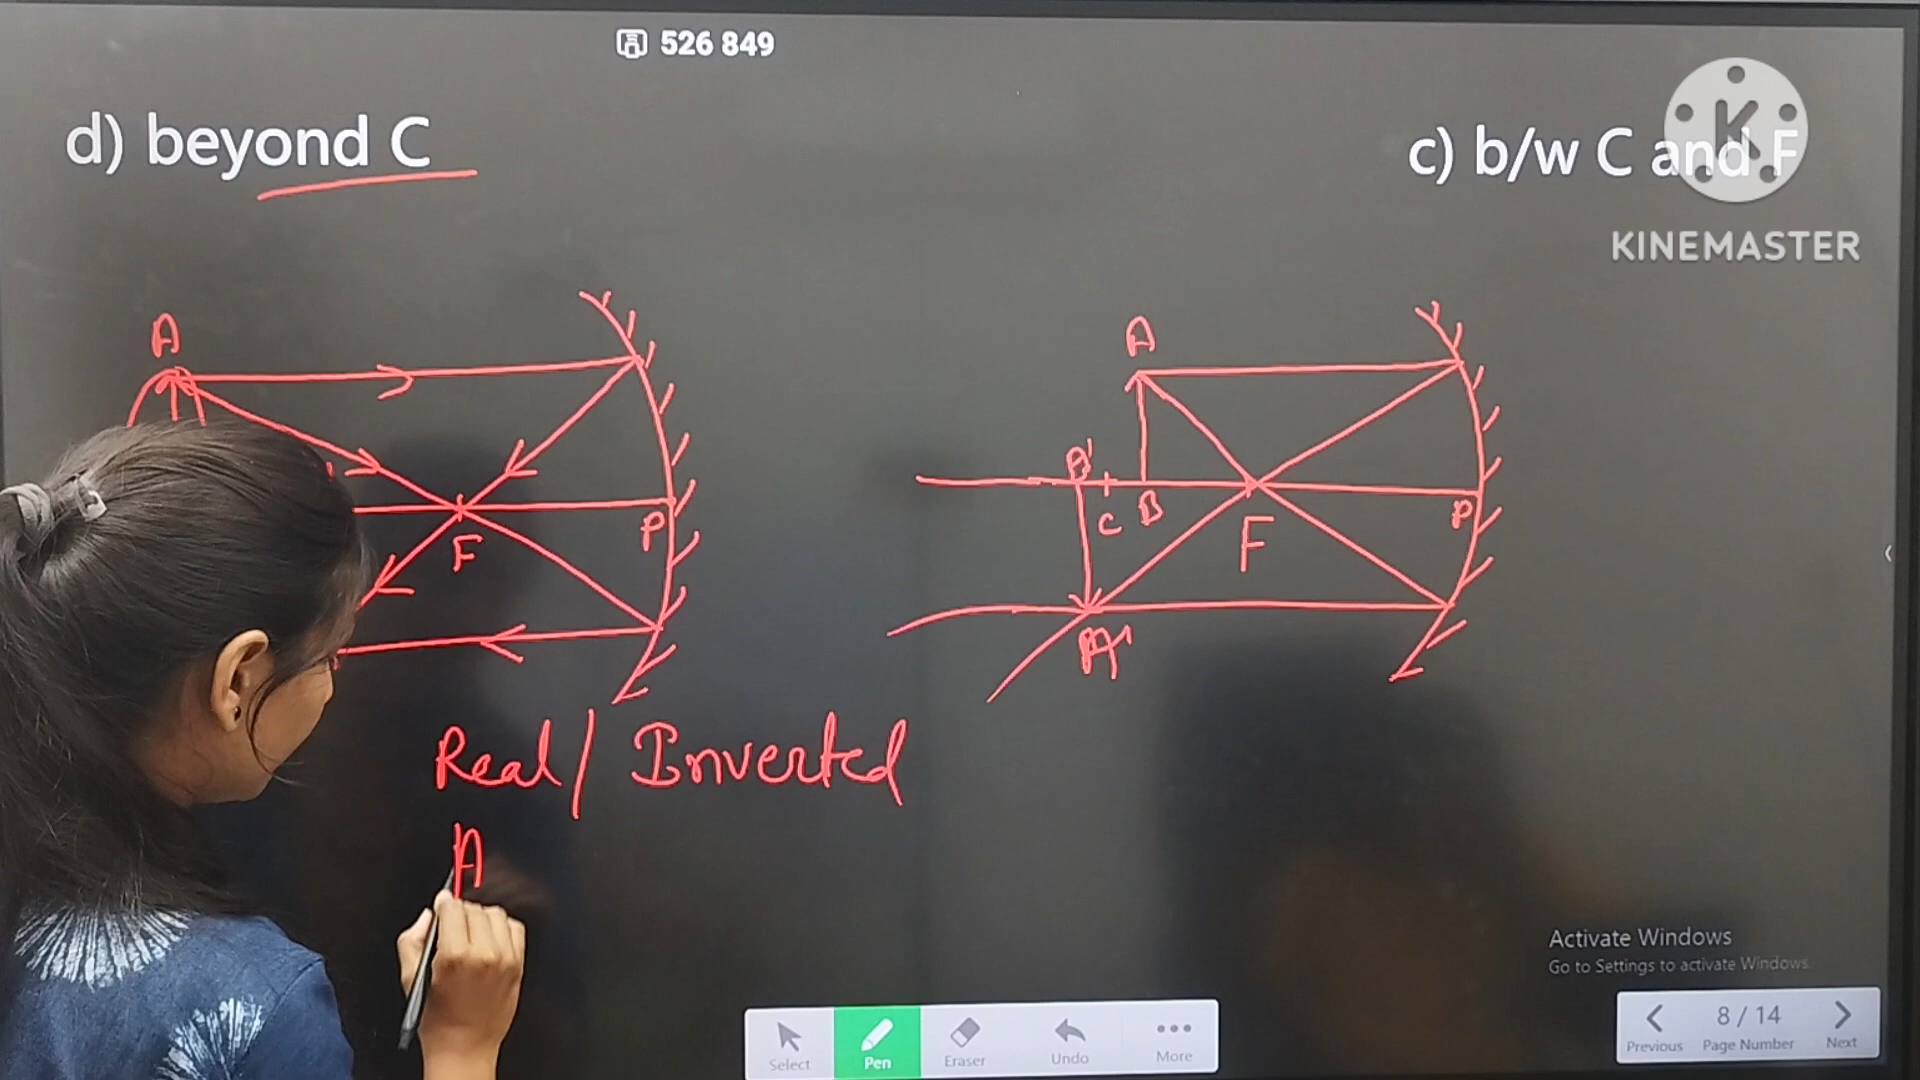 526 849
d) beyond C
c) b/w C and F
KINEMASTER
A
F
P
A
A'
C
B
F
P
A'
Real / Inverted
A
Activate Windows
Go to Settings to activate Windows.
Select
Pen
Eraser
Undo
More
8 / 14
Previous
Page Number
Next